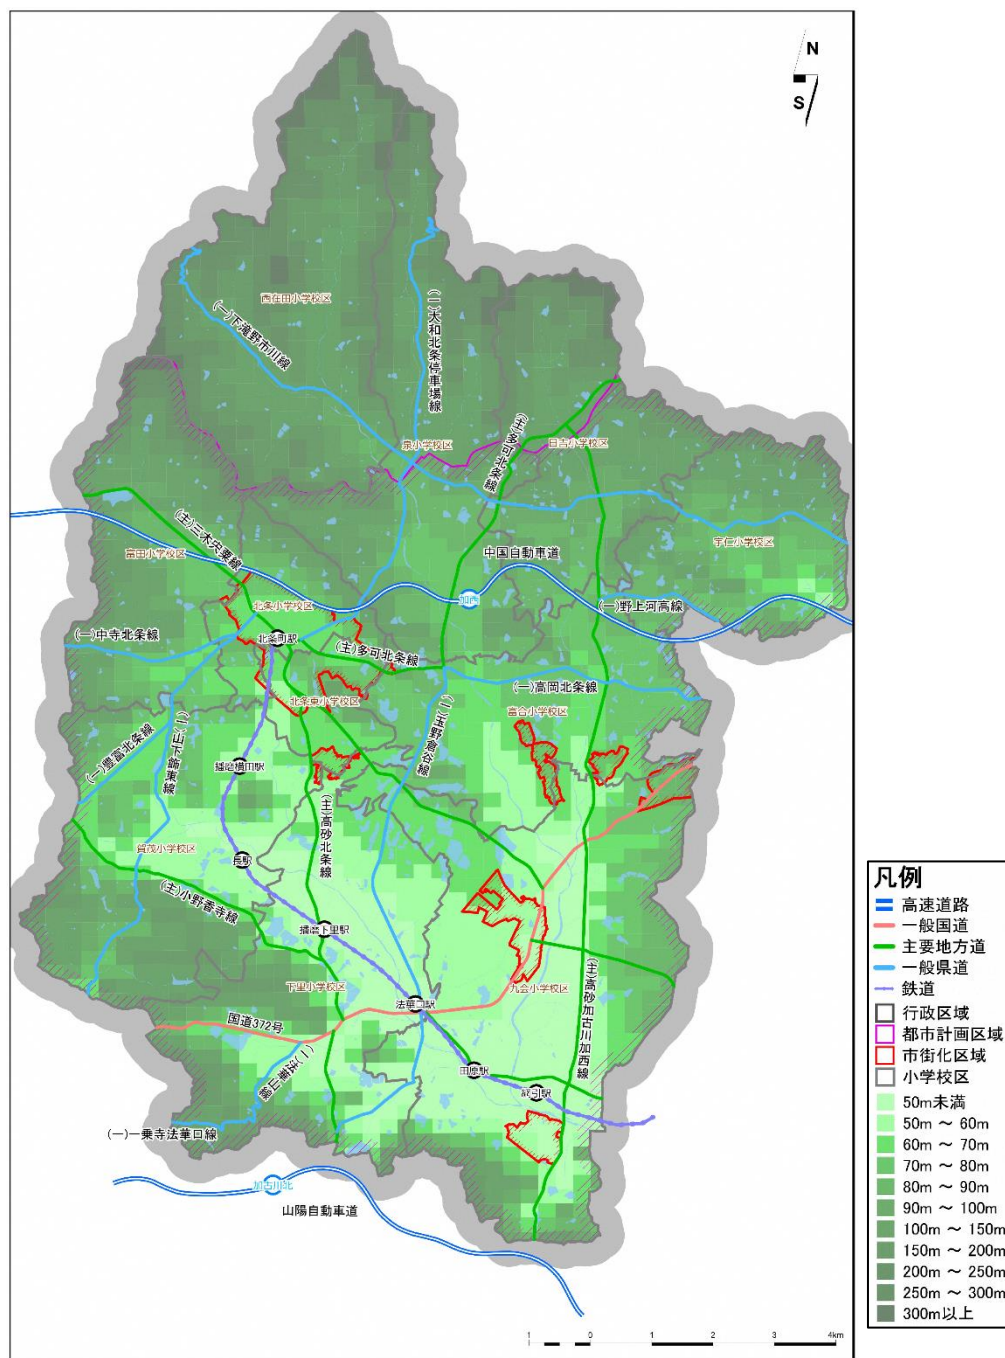 N
S
西在田小学校区
(一)下滝野市川線
(一)大和北条停車場線
泉小学校区
(主)多可北条線
日吉小学校区
宇仁小学校区
(主)三木宍粟線
富田小学校区
中国自動車道
加西
(一)野上河高線
北条小学校区
北条町駅
(一)中寺北条線
(主)多可北条線
(一)高岡北条線
北条東小学校区
富合小学校区
(一)玉野倉谷線
(一)豊富北条線
(一)下山下飾東線
播磨横田駅
(主)高砂北条線
賀茂小学校区
長駅
(主)小野香寺線
播磨下里駅
下里小学校区
九会小学校区
法華口駅
国道372号
(主)高砂加古川加西線
(一)法華山線
田原駅
網引駅
(一)一乗寺法華口線
加古川北
山陽自動車道
1 0 1 2 3 4km
凡例
高速道路
一般国道
主要地方道
一般県道
鉄道
行政区域
都市計画区域
市街化区域
小学校区
50m未満
50m ～ 60m
60m ～ 70m
70m ～ 80m
80m ～ 90m
90m ～ 100m
100m ～ 150m
150m ～ 200m
200m ～ 250m
250m ～ 300m
300m以上